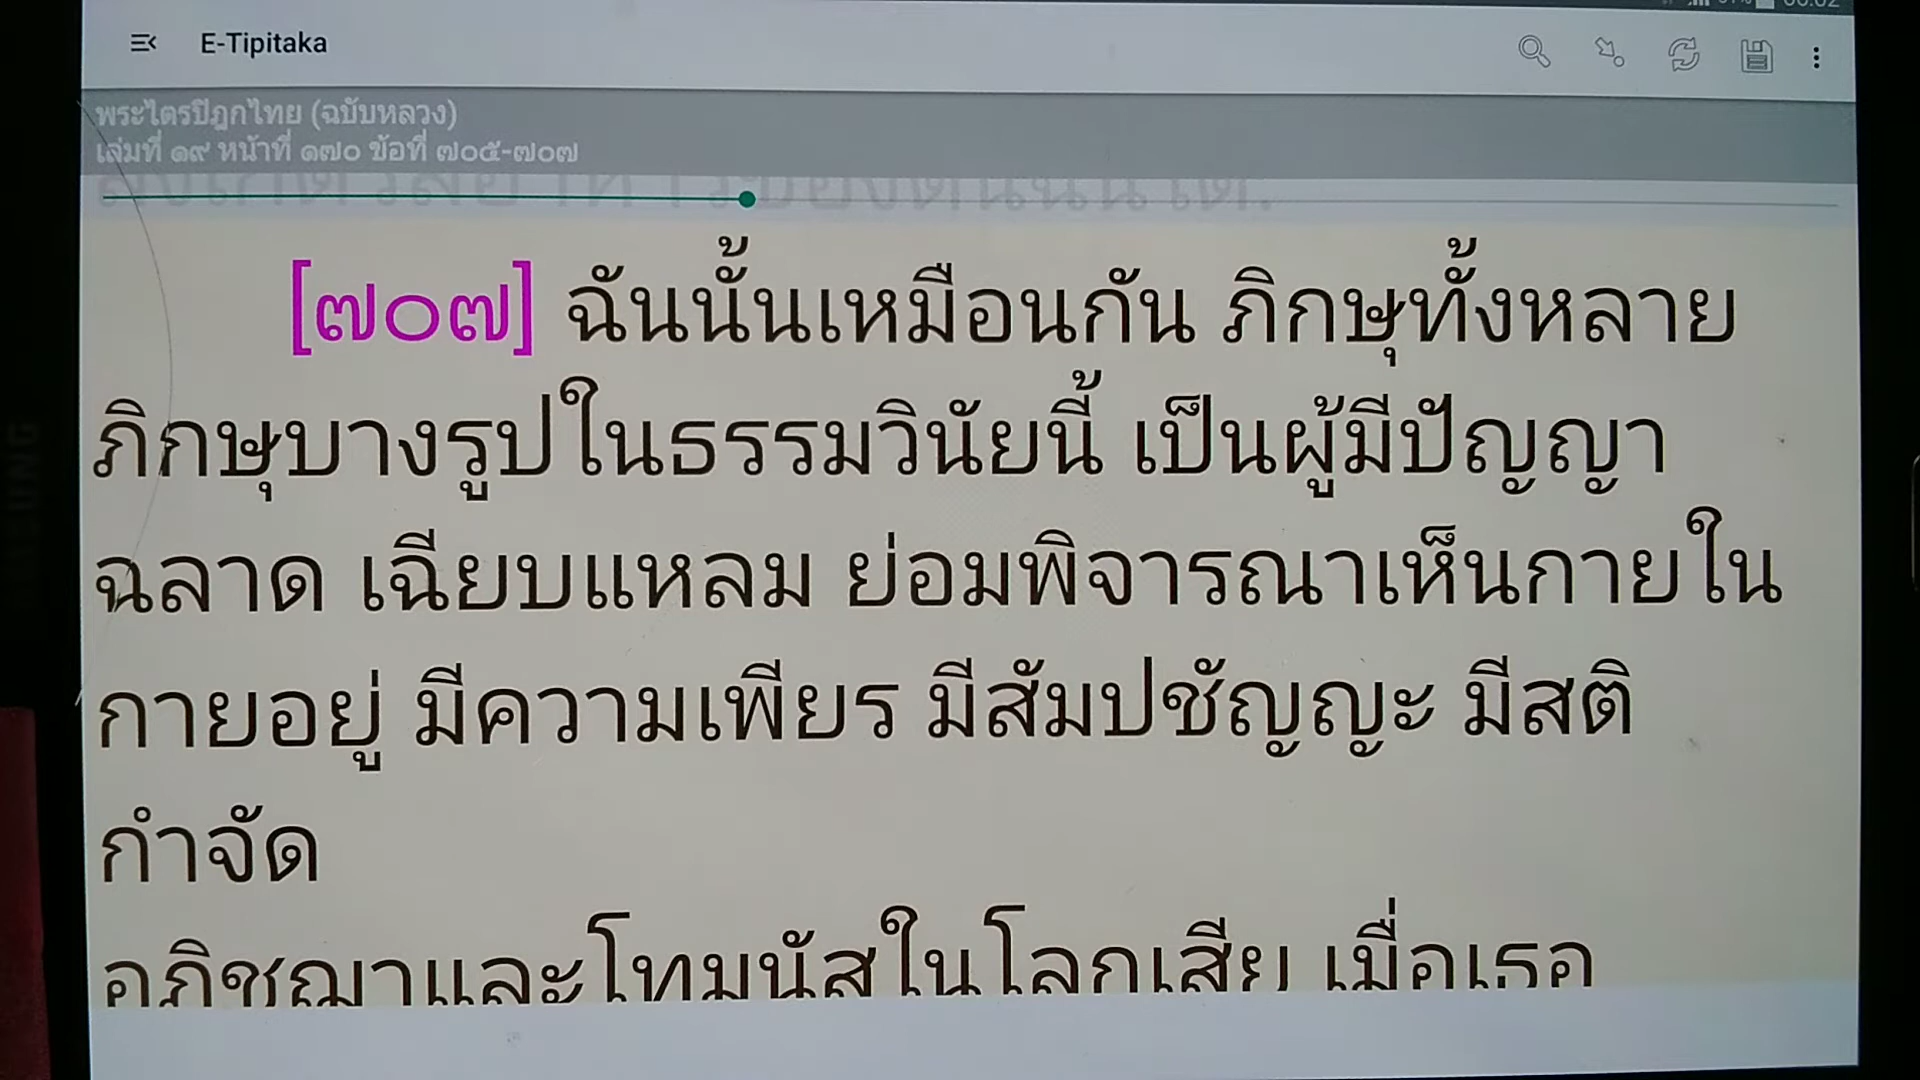 E-Tipitaka
พระไตรปิฎกไทย (ฉบับหลวง)
เล่มที่ ๑๙ หน้าที่ ๑๗๐ ข้อที่ ๗๐๕-๗๐๗
[๗๐๗] ฉันนั้นเหมือนกัน ภิกษุทั้งหลาย
ภิกษุบางรูปในธรรมวินัยนี้ เป็นผู้มีปัญญา
ฉลาด เฉียบแหลม ย่อมพิจารณาเห็นกายใน
กายอยู่ มีความเพียร มีสัมปชัญญะ มีสติ
กำจัด
อภิชฌาและโทมนัสในโลกเสีย เมื่อเธอ